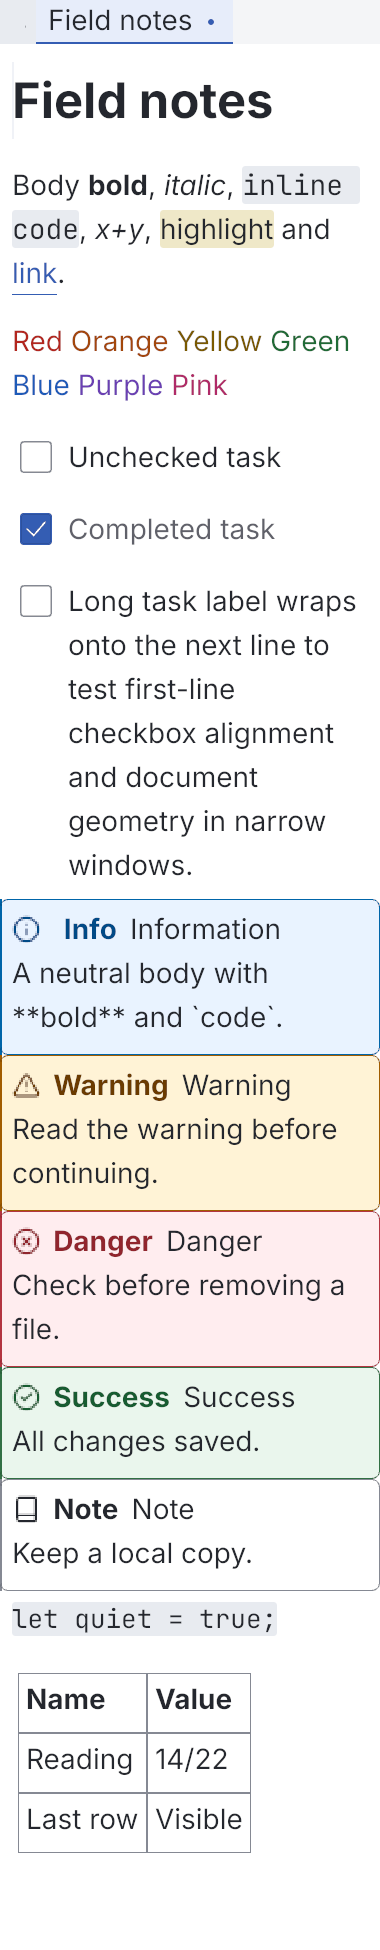 Field notes
Field notes
Body bold, italic, inline
code, x+y, highlight and
link.
Red Orange Yellow Green
Blue Purple Pink
Unchecked task
Completed task
Long task label wraps
onto the next line to
test first-line
checkbox alignment
and document
geometry in narrow
windows.
Info Information
A neutral body with
**bold** and `code`.
Warning Warning
Read the warning before
continuing.
Danger Danger
Check before removing a
file.
Success Success
All changes saved.
Note Note
Keep a local copy.
let quiet = true;
Name Value
Reading 14/22
Last row Visible